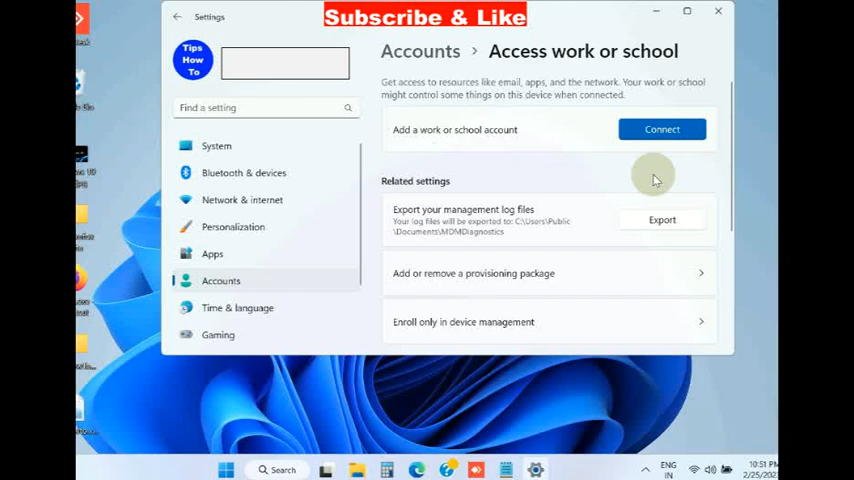 Subscribe & Like
Settings
Tips
How
To
Accounts > Access work or school
Get access to resources like email, apps, and the network. Your work or school
might control some things on this device when connected.
Find a setting
Add a work or school account
Connect
System
Bluetooth & devices
Network & internet
Personalization
Apps
Accounts
Time & language
Gaming
Related settings
Export your management log files
Your log files will be exported to: C:\Users\Public
\Documents\MDMDiagnostics
Export
Add or remove a provisioning package
Enroll only in device management
Search
ENG
IN
10:51 PM